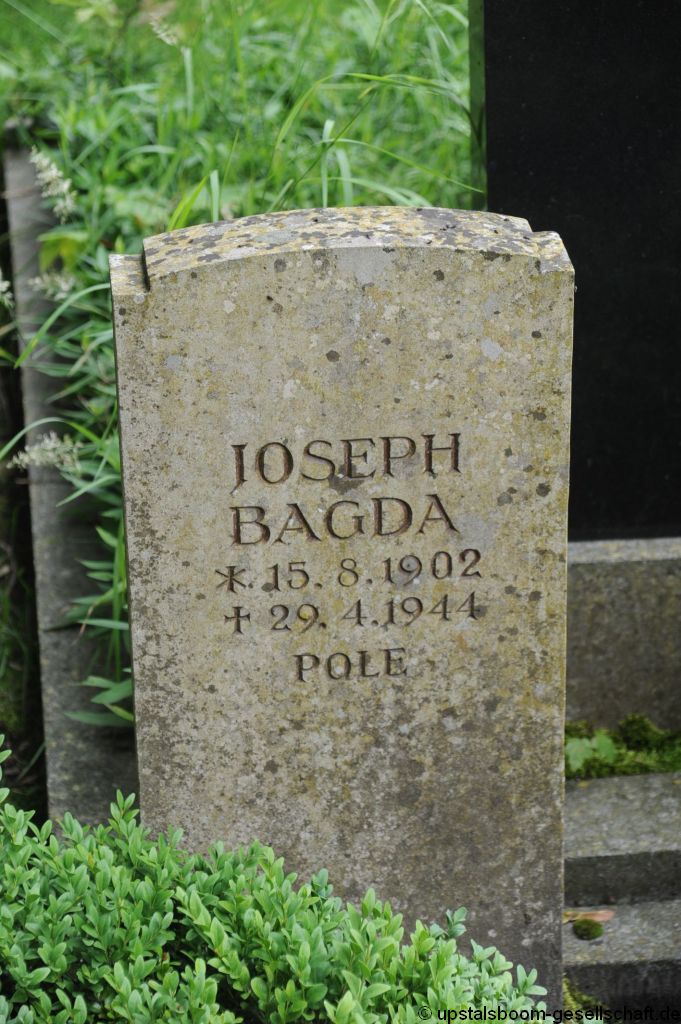 JOSEPH
BAGDA
* 15. 8. 1902
† 29. 4. 1944
POLE
© upstalsboom-gesellschaft.de